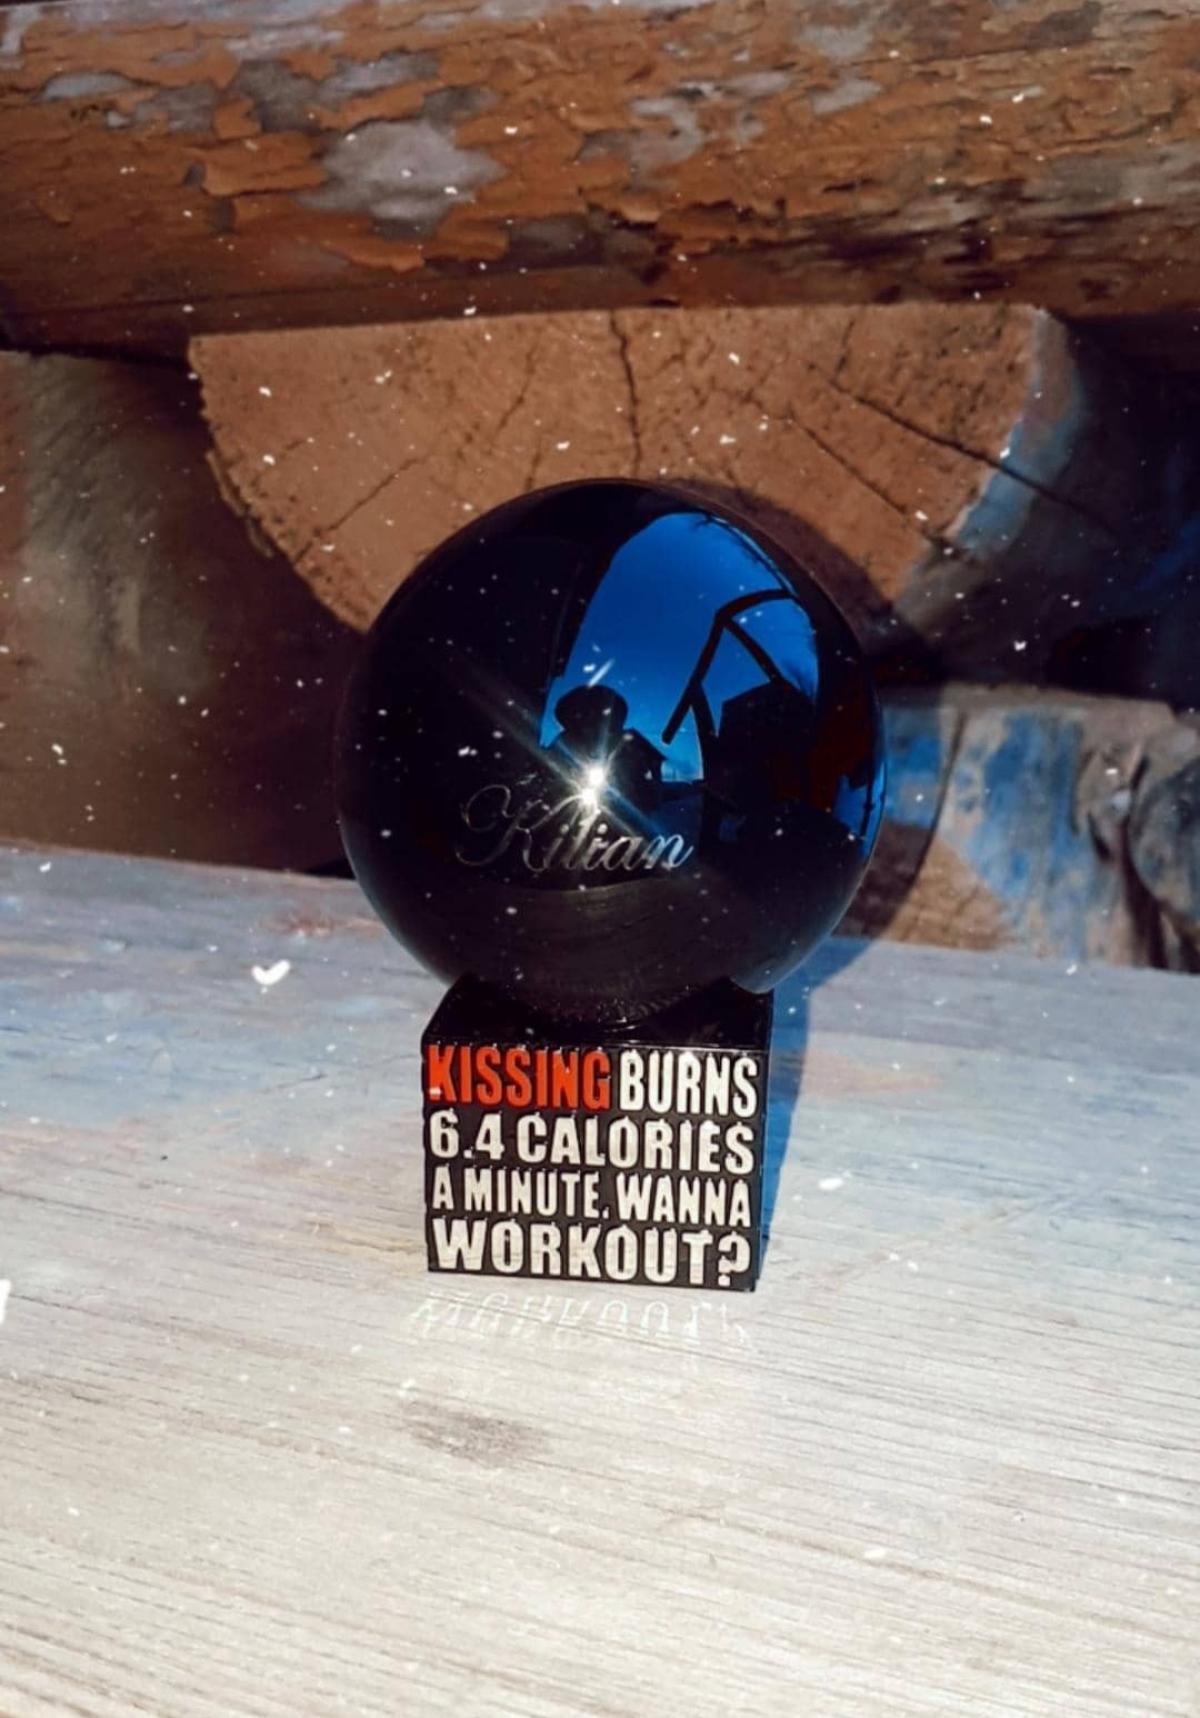 Kilian
KISSING BURNS
6.4 CALORIES
A MINUTE. WANNA
WORKOUT?